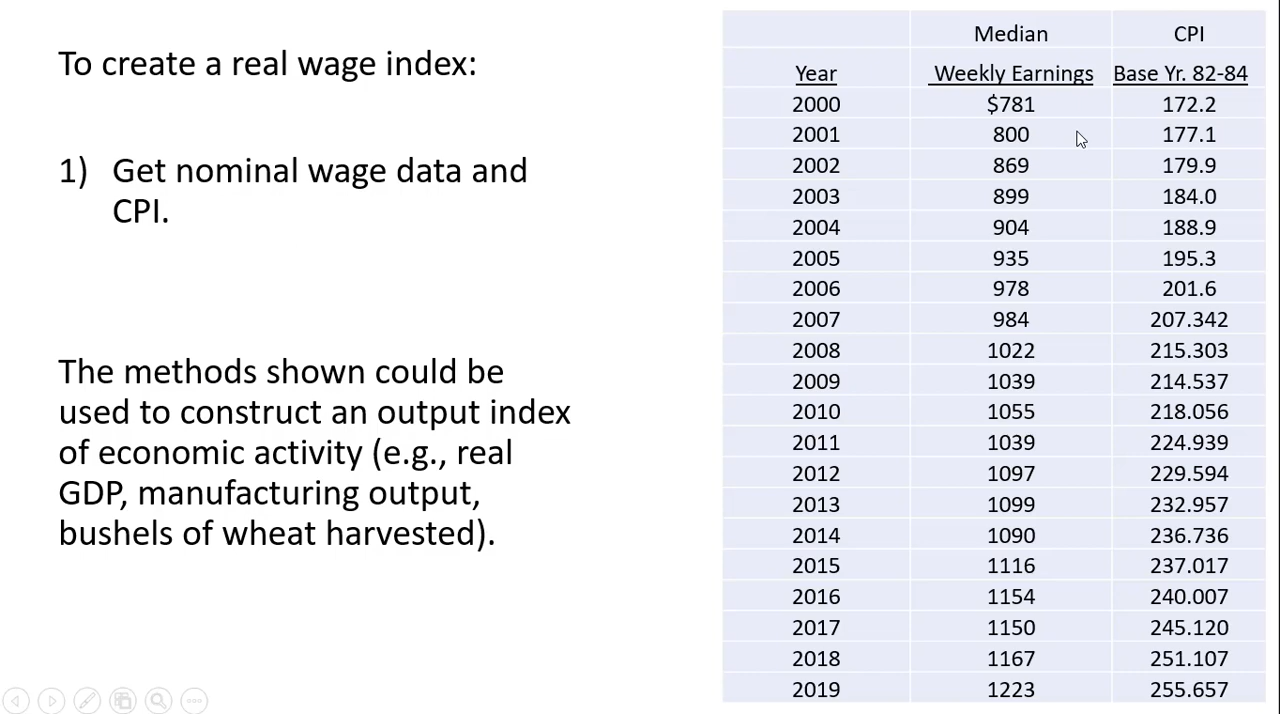 To create a real wage index:
1) Get nominal wage data and
CPI.
The methods shown could be
used to construct an output index
of economic activity (e.g., real
GDP, manufacturing output,
bushels of wheat harvested).
Median CPI
Year Weekly Earnings Base Yr. 82-84
2000 $781 172.2
2001 800 177.1
2002 869 179.9
2003 899 184.0
2004 904 188.9
2005 935 195.3
2006 978 201.6
2007 984 207.342
2008 1022 215.303
2009 1039 214.537
2010 1055 218.056
2011 1039 224.939
2012 1097 229.594
2013 1099 232.957
2014 1090 236.736
2015 1116 237.017
2016 1154 240.007
2017 1150 245.120
2018 1167 251.107
2019 1223 255.657